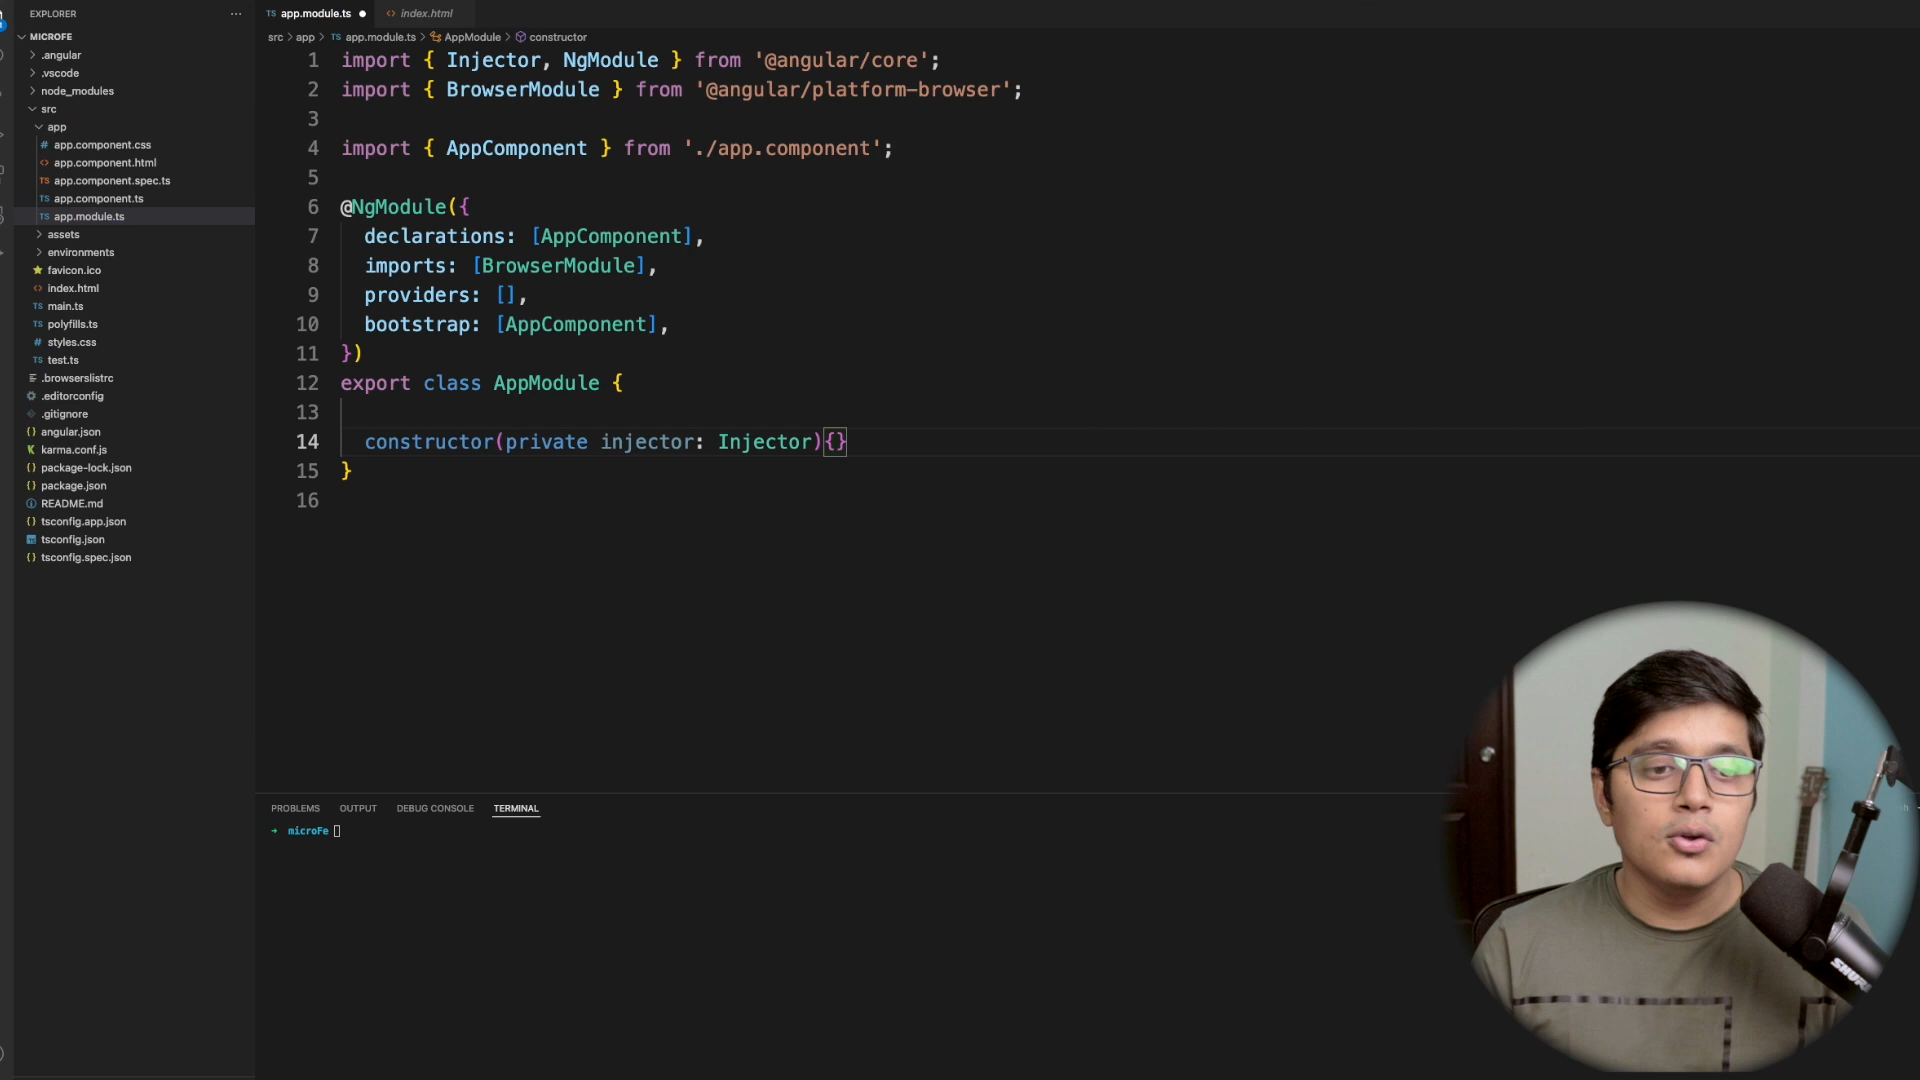 EXPLORER
MICROFE
.angular
.vscode
node_modules
src
app
app.component.css
app.component.html
app.component.spec.ts
app.component.ts
app.module.ts
assets
environments
favicon.ico
index.html
main.ts
polyfills.ts
styles.css
test.ts
.browserslistrc
.editorconfig
.gitignore
angular.json
karma.conf.js
package-lock.json
package.json
README.md
tsconfig.app.json
tsconfig.json
tsconfig.spec.json
TS app.module.ts ● <> index.html
src > app > TS app.module.ts > AppModule > constructor
1 import { Injector, NgModule } from '@angular/core';
2 import { BrowserModule } from '@angular/platform-browser';
3
4 import { AppComponent } from './app.component';
5
6 @NgModule({
7 declarations: [AppComponent],
8 imports: [BrowserModule],
9 providers: [],
10 bootstrap: [AppComponent],
11 })
12 export class AppModule {
13
14 constructor(private injector: Injector){}
15 }
16
PROBLEMS OUTPUT DEBUG CONSOLE TERMINAL
→ microFe
SHURE